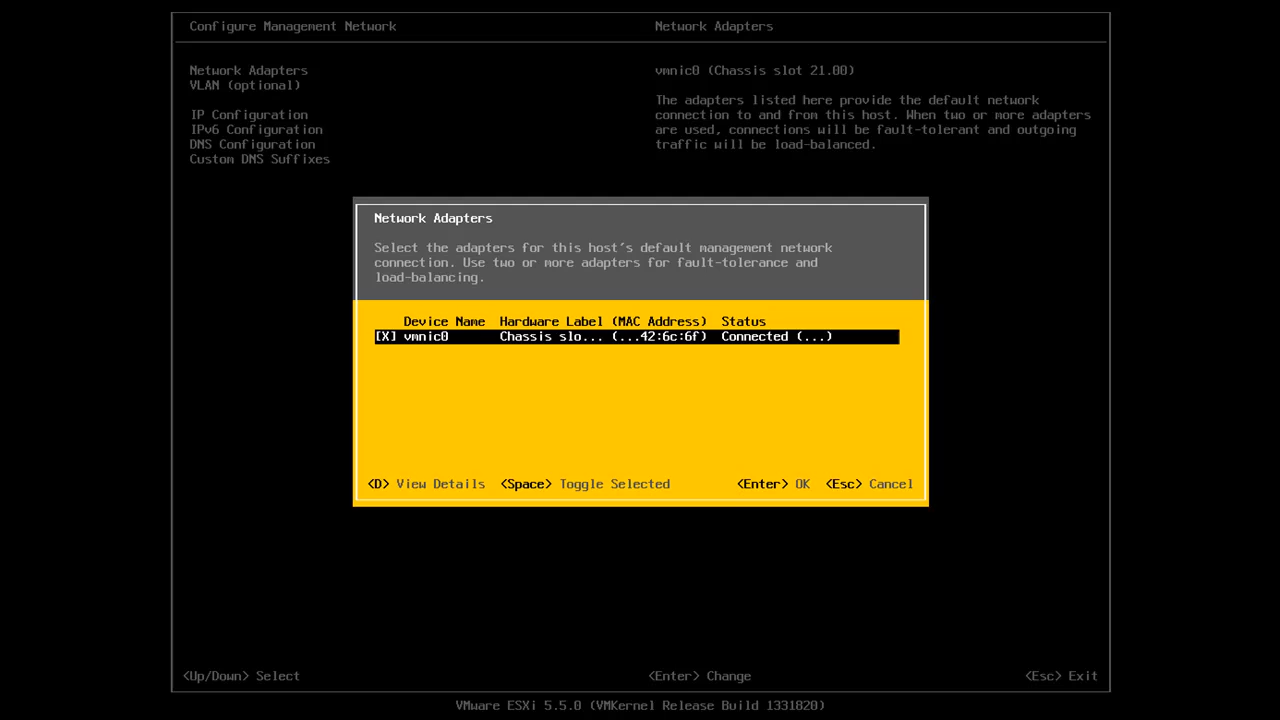 Configure Management Network
Network Adapters
Network Adapters
VLAN (optional)
IP Configuration
IPv6 Configuration
DNS Configuration
Custom DNS Suffixes
vmnic0 (Chassis slot 21.00)
The adapters listed here provide the default network
connection to and from this host. When two or more adapters
are used, connections will be fault-tolerant and outgoing
traffic will be load-balanced.
Network Adapters
Select the adapters for this host's default management network
connection. Use two or more adapters for fault-tolerance and
load-balancing.
Device Name Hardware Label (MAC Address) Status
[X] vmnic0 Chassis slo... (...42:6c:6f) Connected (...)
<D> View Details <Space> Toggle Selected <Enter> OK <Esc> Cancel
<Up/Down> Select <Enter> Change <Esc> Exit
VMware ESXi 5.5.0 (VMKernel Release Build 1331820)